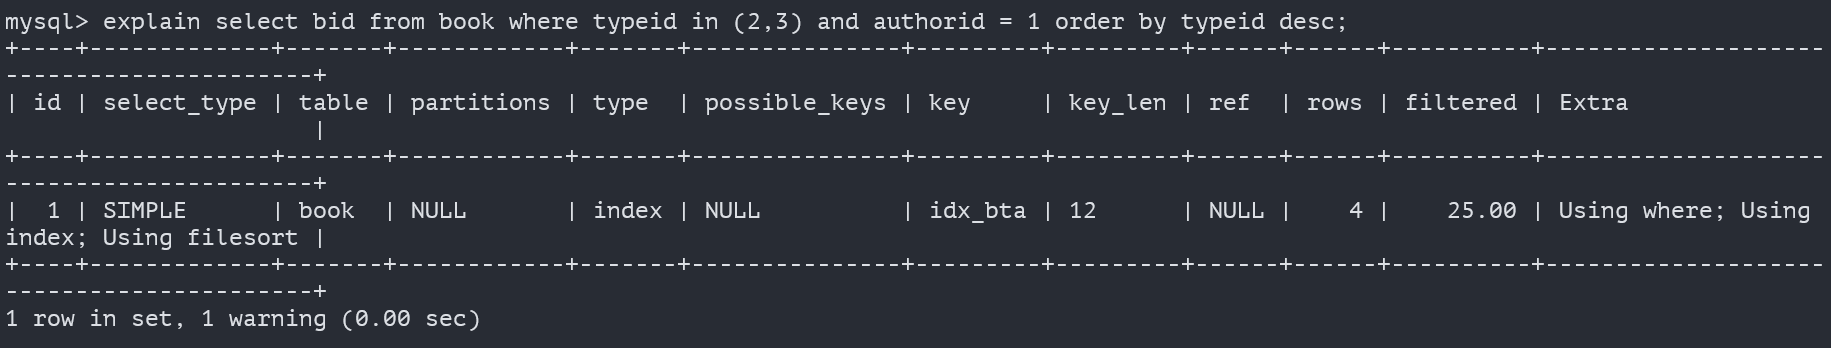 mysql> explain select bid from book where typeid in (2,3) and authorid = 1 order by typeid desc;
+----+-------------+-------+------------+-------+---------------+---------+---------+------+------+----------+--------------------
----------------------+
| id | select_type | table | partitions | type  | possible_keys | key     | key_len | ref  | rows | filtered | Extra
                      |
+----+-------------+-------+------------+-------+---------------+---------+---------+------+------+----------+--------------------
----------------------+
|  1 | SIMPLE      | book  | NULL       | index | NULL          | idx_bta | 12      | NULL |    4 |    25.00 | Using where; Using
index; Using filesort |
+----+-------------+-------+------------+-------+---------------+---------+---------+------+------+----------+--------------------
----------------------+
1 row in set, 1 warning (0.00 sec)